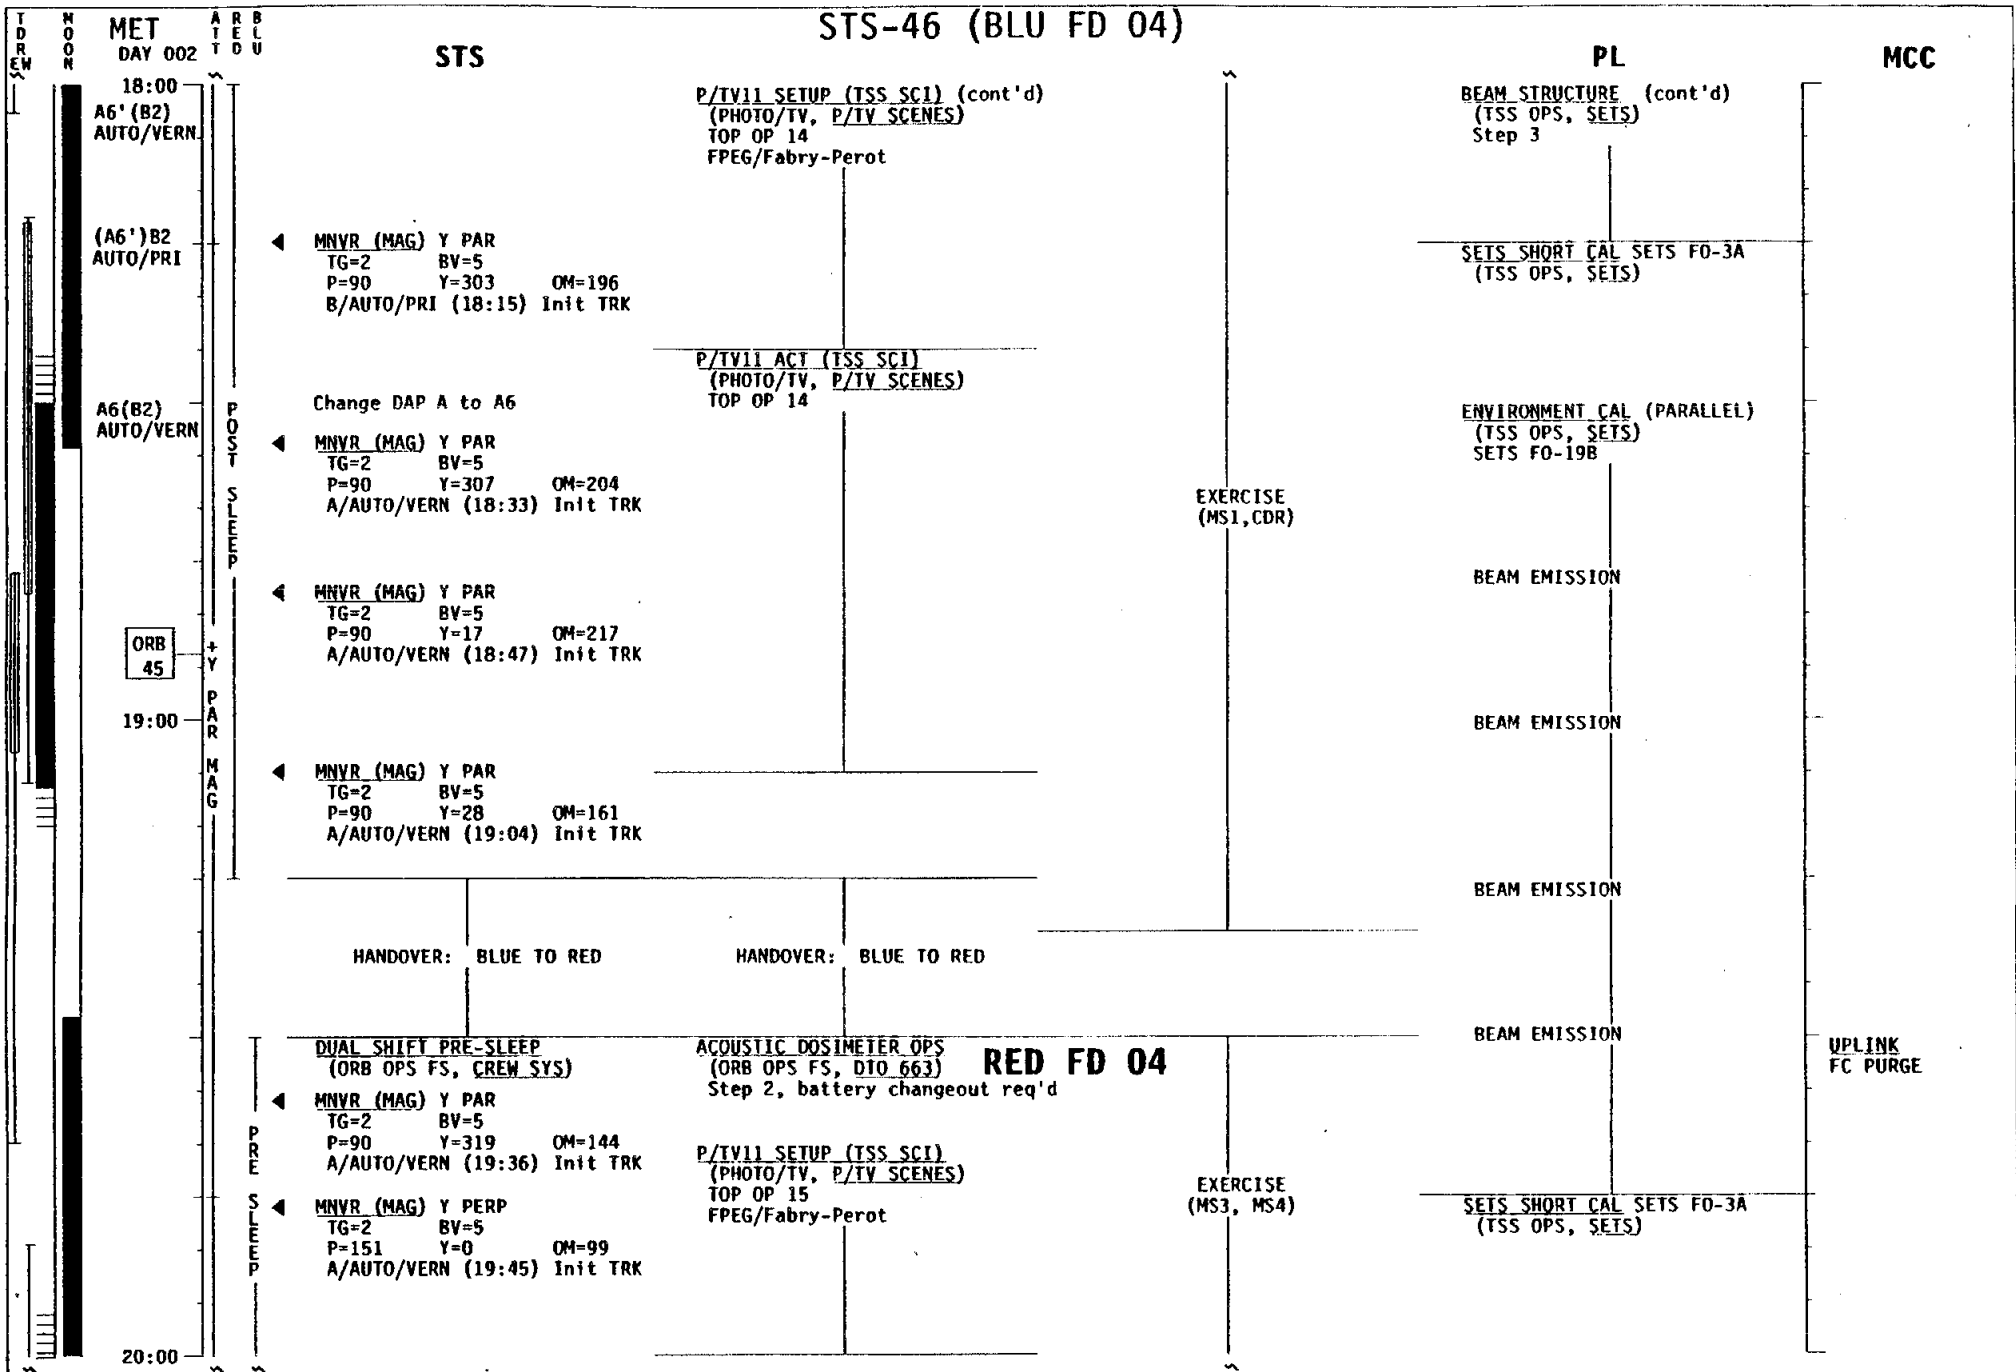 STS-46 (BLU FD 04)
TDRS
EW
MOON
MET
DAY 002
ATT
RED
BLU
STS
PL
MCC
18:00
A6'(B2)
AUTO/VERN
(A6')B2
AUTO/PRI
A6(B2)
AUTO/VERN
ORB
45
19:00
20:00
+Y PAR MAG
POST SLEEP
PRE SLEEP
MNVR (MAG) Y PAR
TG=2 BV=5
P=90 Y=303 OM=196
B/AUTO/PRI (18:15) Init TRK
Change DAP A to A6
MNVR (MAG) Y PAR
TG=2 BV=5
P=90 Y=307 OM=204
A/AUTO/VERN (18:33) Init TRK
MNVR (MAG) Y PAR
TG=2 BV=5
P=90 Y=17 OM=217
A/AUTO/VERN (18:47) Init TRK
MNVR (MAG) Y PAR
TG=2 BV=5
P=90 Y=28 OM=161
A/AUTO/VERN (19:04) Init TRK
HANDOVER: BLUE TO RED
DUAL SHIFT PRE-SLEEP
(ORB OPS FS, CREW SYS)
MNVR (MAG) Y PAR
TG=2 BV=5
P=90 Y=319 OM=144
A/AUTO/VERN (19:36) Init TRK
MNVR (MAG) Y PERP
TG=2 BV=5
P=151 Y=0 OM=99
A/AUTO/VERN (19:45) Init TRK
P/TV11 SETUP (TSS SCI) (cont'd)
(PHOTO/TV, P/TV SCENES)
TOP OP 14
FPEG/Fabry-Perot
P/TV11 ACT (TSS SCI)
(PHOTO/TV, P/TV SCENES)
TOP OP 14
HANDOVER: BLUE TO RED
ACOUSTIC DOSIMETER OPS
(ORB OPS FS, DTO 663)
Step 2, battery changeout req'd
RED FD 04
P/TV11 SETUP (TSS SCI)
(PHOTO/TV, P/TV SCENES)
TOP OP 15
FPEG/Fabry-Perot
EXERCISE
(MS1,CDR)
EXERCISE
(MS3, MS4)
BEAM STRUCTURE (cont'd)
(TSS OPS, SETS)
Step 3
SETS SHORT CAL SETS FO-3A
(TSS OPS, SETS)
ENVIRONMENT CAL (PARALLEL)
(TSS OPS, SETS)
SETS FO-19B
BEAM EMISSION
BEAM EMISSION
BEAM EMISSION
BEAM EMISSION
SETS SHORT CAL SETS FO-3A
(TSS OPS, SETS)
UPLINK
FC PURGE